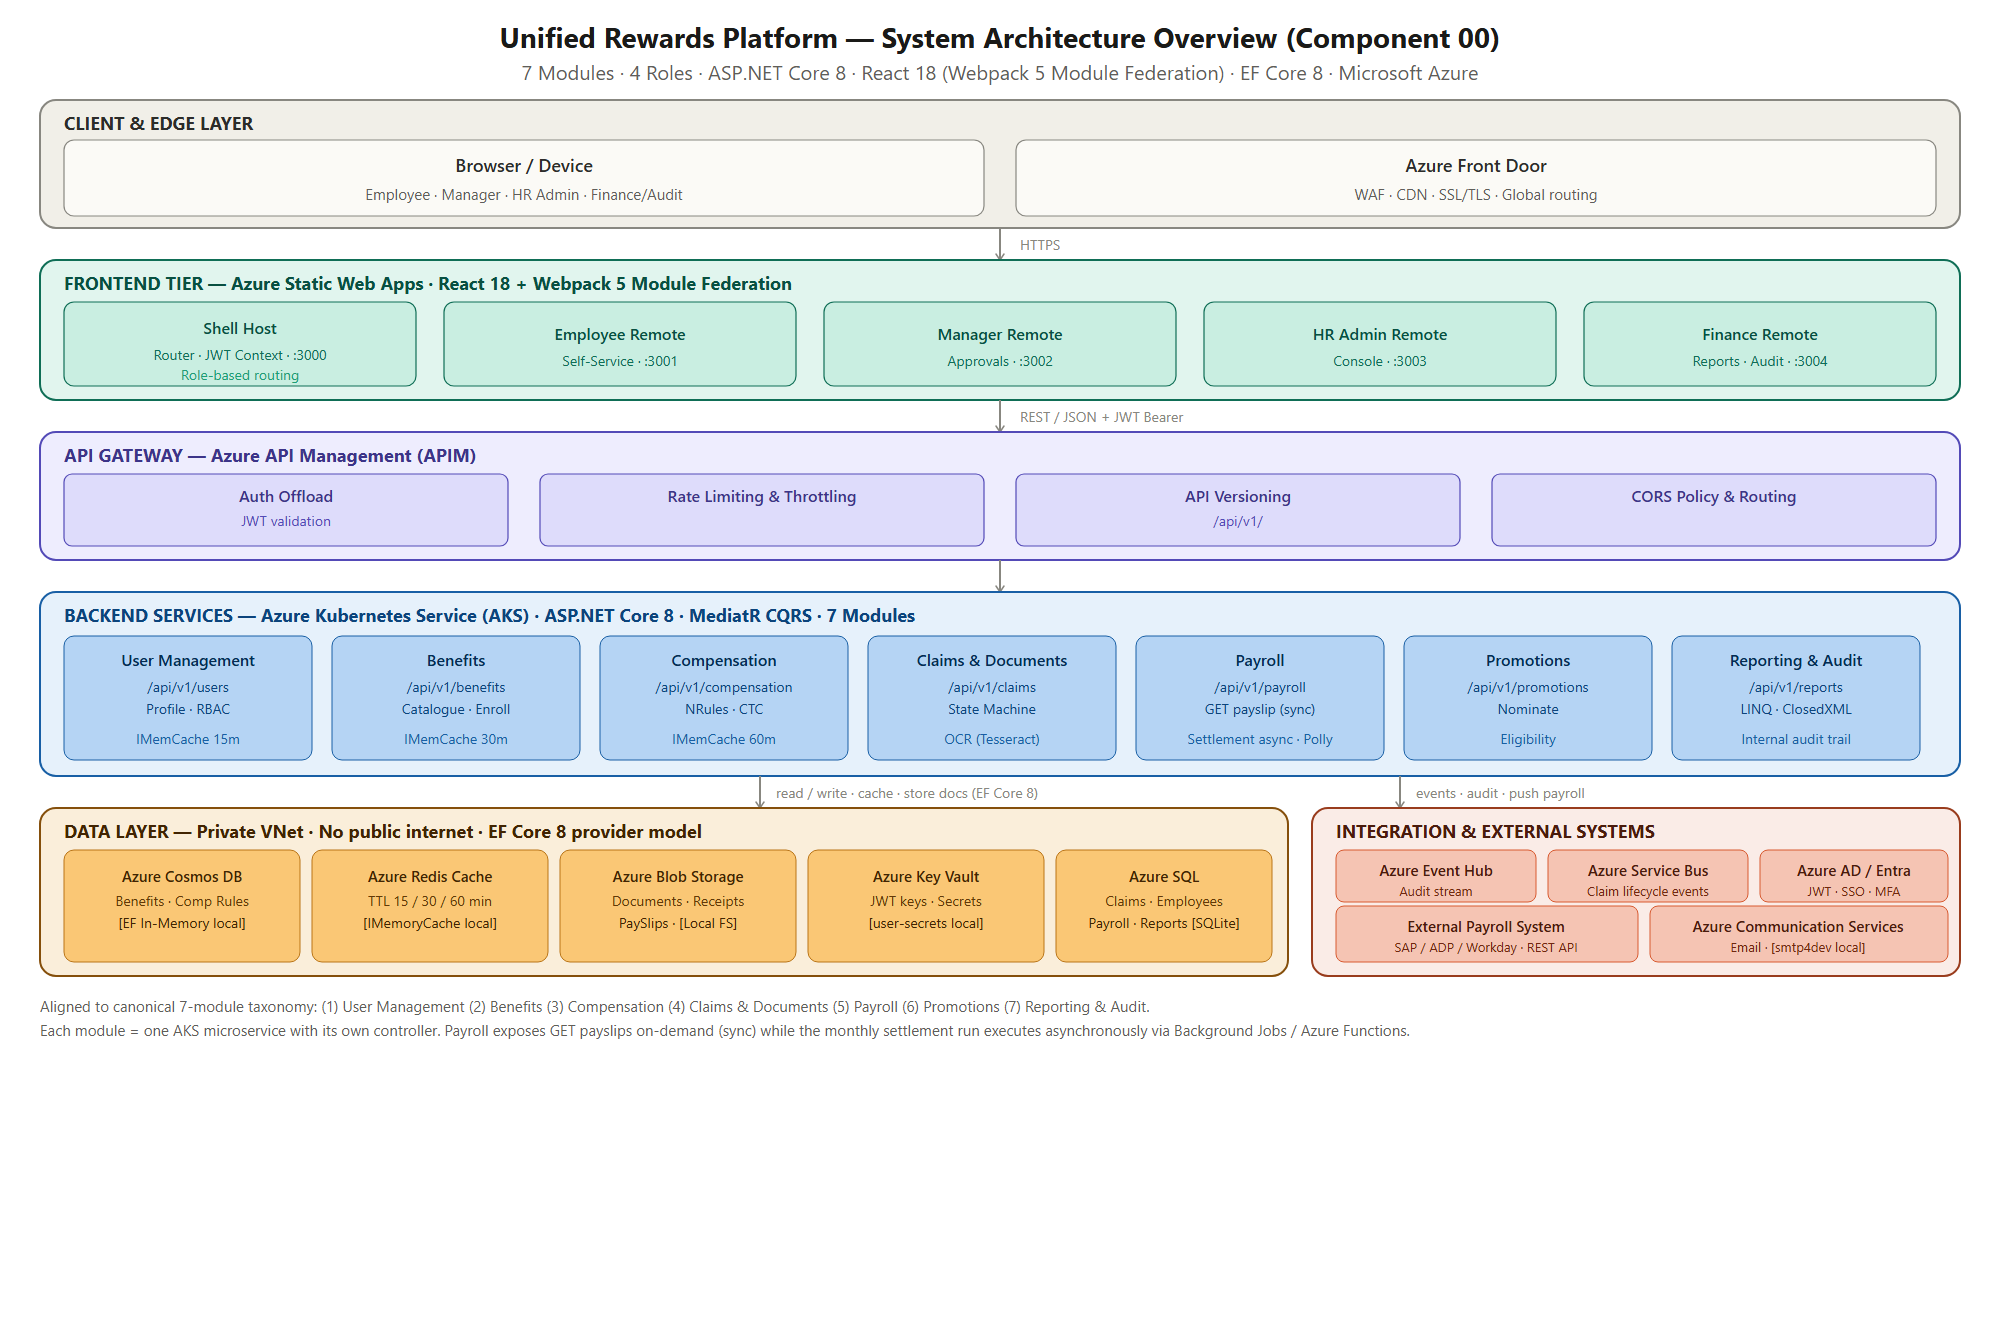 Unified Rewards Platform — System Architecture Overview (Component 00)
7 Modules · 4 Roles · ASP.NET Core 8 · React 18 (Webpack 5 Module Federation) · EF Core 8 · Microsoft Azure
CLIENT & EDGE LAYER
Browser / Device
Employee · Manager · HR Admin · Finance/Audit
Azure Front Door
WAF · CDN · SSL/TLS · Global routing
HTTPS
FRONTEND TIER — Azure Static Web Apps · React 18 + Webpack 5 Module Federation
Shell Host
Router · JWT Context · :3000
Role-based routing
Employee Remote
Self-Service · :3001
Manager Remote
Approvals · :3002
HR Admin Remote
Console · :3003
Finance Remote
Reports · Audit · :3004
REST / JSON + JWT Bearer
API GATEWAY — Azure API Management (APIM)
Auth Offload
JWT validation
Rate Limiting & Throttling
API Versioning
/api/v1/
CORS Policy & Routing
BACKEND SERVICES — Azure Kubernetes Service (AKS) · ASP.NET Core 8 · MediatR CQRS · 7 Modules
User Management
/api/v1/users
Profile · RBAC
IMemCache 15m
Benefits
/api/v1/benefits
Catalogue · Enroll
IMemCache 30m
Compensation
/api/v1/compensation
NRules · CTC
IMemCache 60m
Claims & Documents
/api/v1/claims
State Machine
OCR (Tesseract)
Payroll
/api/v1/payroll
GET payslip (sync)
Settlement async · Polly
Promotions
/api/v1/promotions
Nominate
Eligibility
Reporting & Audit
/api/v1/reports
LINQ · ClosedXML
Internal audit trail
read / write · cache · store docs (EF Core 8)
events · audit · push payroll
DATA LAYER — Private VNet · No public internet · EF Core 8 provider model
Azure Cosmos DB
Benefits · Comp Rules
[EF In-Memory local]
Azure Redis Cache
TTL 15 / 30 / 60 min
[IMemoryCache local]
Azure Blob Storage
Documents · Receipts
PaySlips · [Local FS]
Azure Key Vault
JWT keys · Secrets
[user-secrets local]
Azure SQL
Claims · Employees
Payroll · Reports [SQLite]
INTEGRATION & EXTERNAL SYSTEMS
Azure Event Hub
Audit stream
Azure Service Bus
Claim lifecycle events
Azure AD / Entra
JWT · SSO · MFA
External Payroll System
SAP / ADP / Workday · REST API
Azure Communication Services
Email · [smtp4dev local]
Aligned to canonical 7-module taxonomy: (1) User Management (2) Benefits (3) Compensation (4) Claims & Documents (5) Payroll (6) Promotions (7) Reporting & Audit.
Each module = one AKS microservice with its own controller. Payroll exposes GET payslips on-demand (sync) while the monthly settlement run executes asynchronously via Background Jobs / Azure Functions.